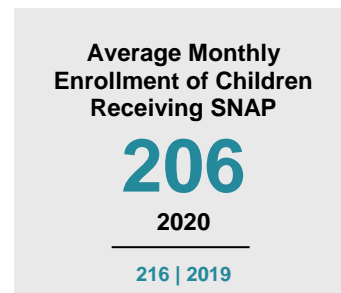 Average Monthly
Enrollment of Children
Receiving SNAP
206
2020
216 | 2019